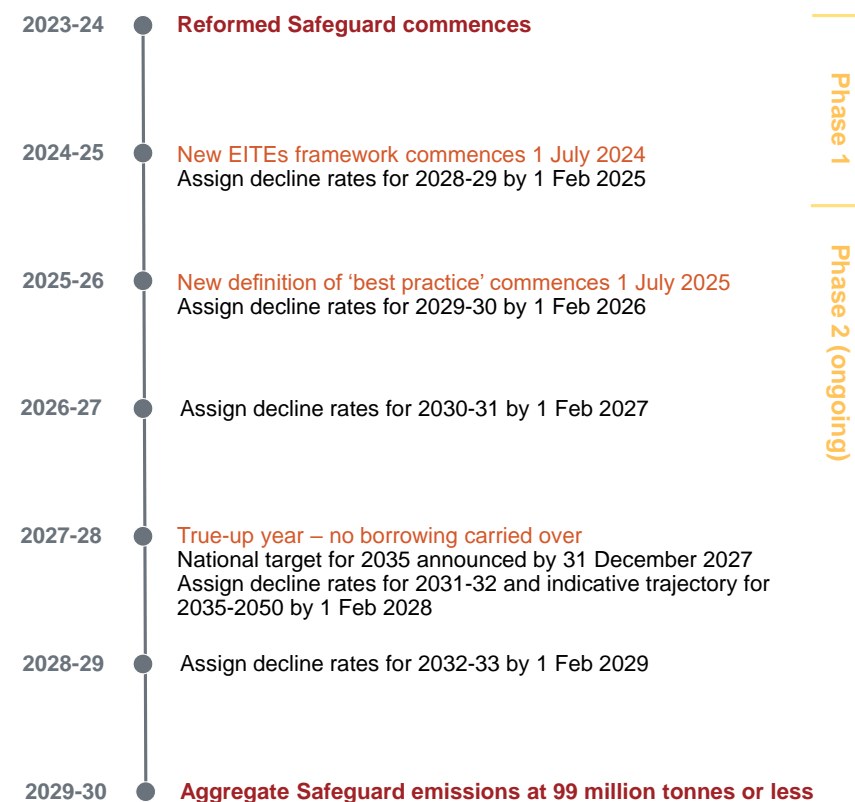 2023-24 Reformed Safeguard commences
Phase 1
2024-25 New EITEs framework commences 1 July 2024
Assign decline rates for 2028-29 by 1 Feb 2025
Phase 2 (ongoing)
2025-26 New definition of ‘best practice’ commences 1 July 2025
Assign decline rates for 2029-30 by 1 Feb 2026
2026-27 Assign decline rates for 2030-31 by 1 Feb 2027
2027-28 True-up year – no borrowing carried over
National target for 2035 announced by 31 December 2027
Assign decline rates for 2031-32 and indicative trajectory for
2035-2050 by 1 Feb 2028
2028-29 Assign decline rates for 2032-33 by 1 Feb 2029
2029-30 Aggregate Safeguard emissions at 99 million tonnes or less